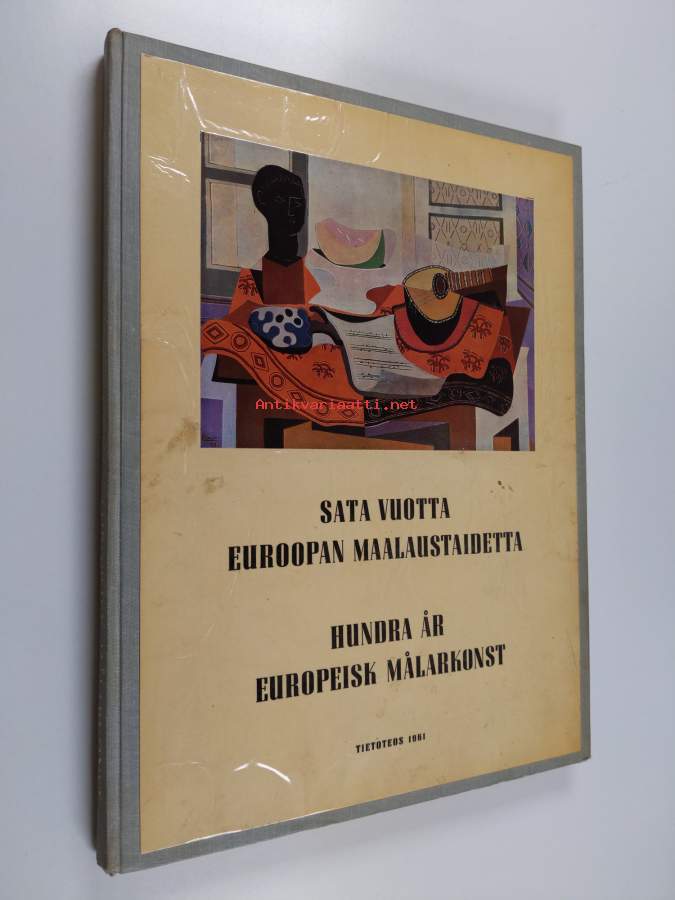 Antikvariaatti.net
SATA VUOTTA
EUROOPAN MAALAUSTAIDETTA
HUNDRA ÅR
EUROPEISK MÅLARKONST
TIETOTEOS 1961